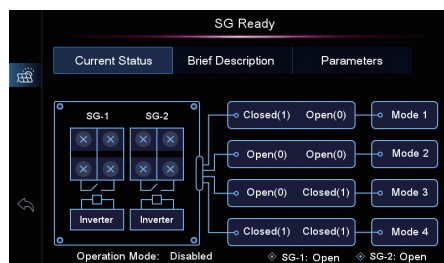 SG Ready
Current Status Brief Description Parameters
SG-1 SG-2
Inverter Inverter
Closed(1) Open(0) Mode 1
Open(0) Open(0) Mode 2
Open(0) Closed(1) Mode 3
Closed(1) Closed(1) Mode 4
Operation Mode: Disabled SG-1: Open SG-2: Open